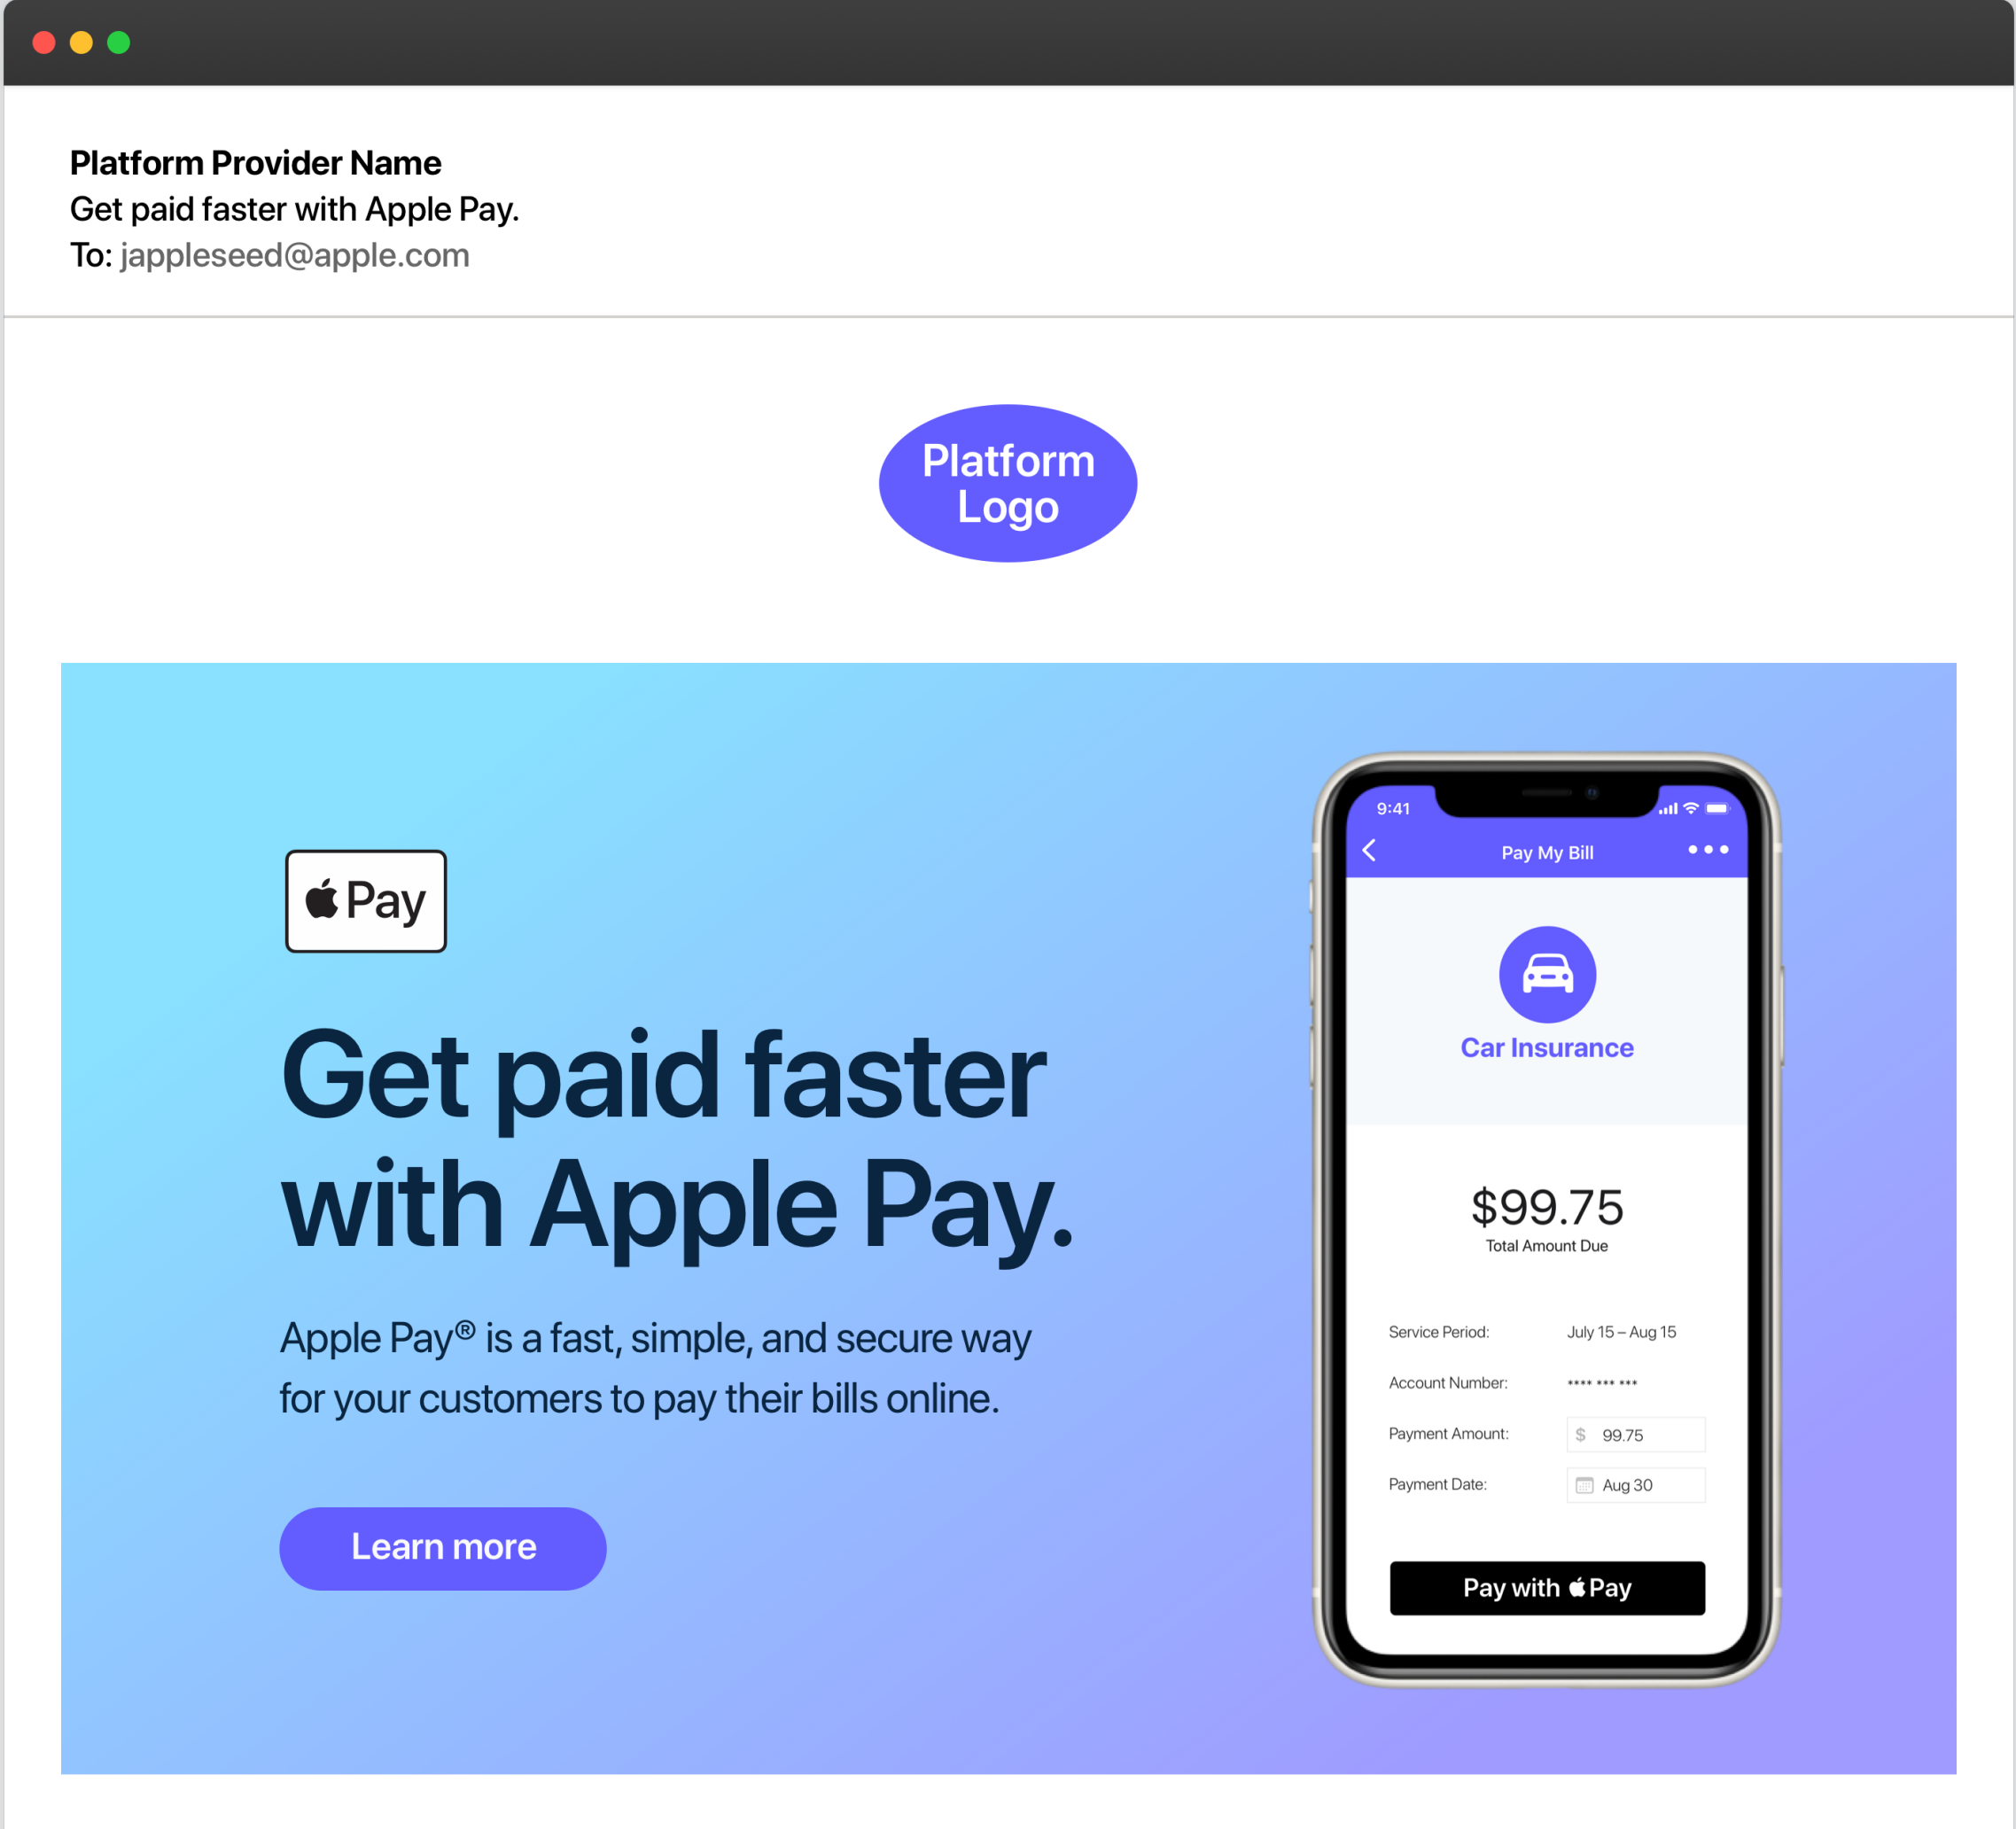 Platform Provider Name
Get paid faster with Apple Pay.
To: jappleseed@apple.com
Platform
Logo
Pay
Get paid faster
with Apple Pay.
Apple Pay® is a fast, simple, and secure way
for your customers to pay their bills online.
Learn more
9:41
Pay My Bill
Car Insurance
$99.75
Total Amount Due
Service Period: July 15 – Aug 15
Account Number: **** *** ***
Payment Amount: $ 99.75
Payment Date: Aug 30
Pay with Pay